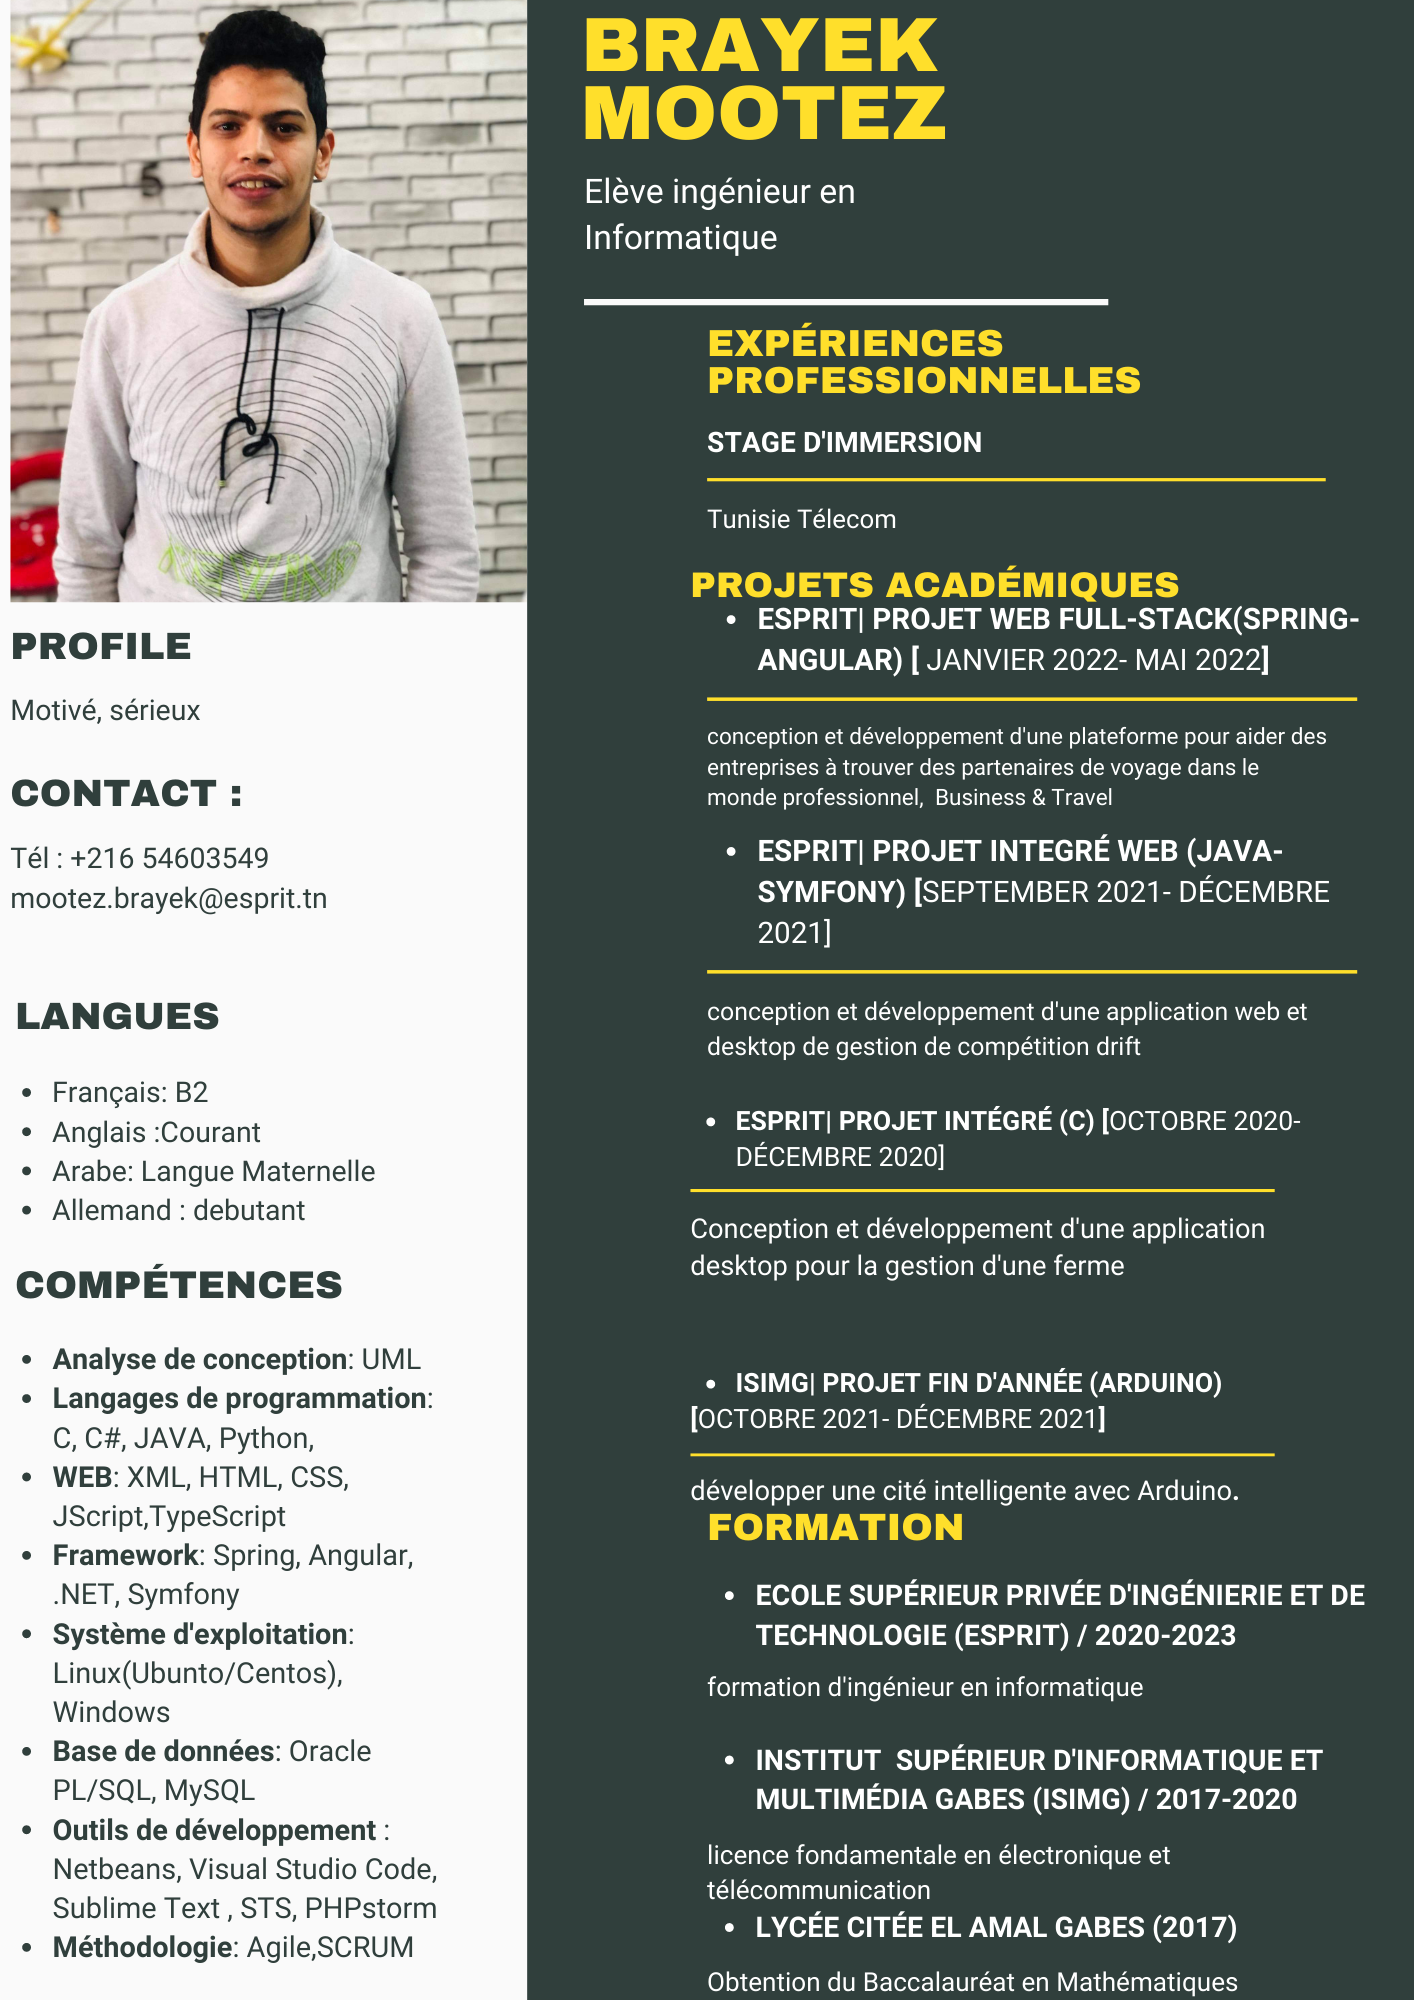 BRAYEK
MOOTEZ
Elève ingénieur en
Informatique
PROFILE
Motivé, sérieux
CONTACT :
Tél : +216 54603549
mootez.brayek@esprit.tn
LANGUES
• Français: B2
• Anglais :Courant
• Arabe: Langue Maternelle
• Allemand : debutant
COMPÉTENCES
• Analyse de conception: UML
• Langages de programmation:
C, C#, JAVA, Python,
• WEB: XML, HTML, CSS,
JScript,TypeScript
• Framework: Spring, Angular,
.NET, Symfony
• Système d'exploitation:
Linux(Ubunto/Centos),
Windows
• Base de données: Oracle
PL/SQL, MySQL
• Outils de développement :
Netbeans, Visual Studio Code,
Sublime Text , STS, PHPstorm
• Méthodologie: Agile,SCRUM
EXPÉRIENCES
PROFESSIONNELLES
STAGE D'IMMERSION
Tunisie Télecom
PROJETS ACADÉMIQUES
• ESPRIT| PROJET WEB FULL-STACK(SPRING-
ANGULAR) [ JANVIER 2022- MAI 2022]
conception et développement d'une plateforme pour aider des
entreprises à trouver des partenaires de voyage dans le
monde professionnel,  Business & Travel
• ESPRIT| PROJET INTEGRÉ WEB (JAVA-
SYMFONY) [SEPTEMBER 2021- DÉCEMBRE
2021]
conception et développement d'une application web et
desktop de gestion de compétition drift
• ESPRIT| PROJET INTÉGRÉ (C) [OCTOBRE 2020-
DÉCEMBRE 2020]
Conception et développement d'une application
desktop pour la gestion d'une ferme
• ISIMG| PROJET FIN D'ANNÉE (ARDUINO)
[OCTOBRE 2021- DÉCEMBRE 2021]
développer une cité intelligente avec Arduino.
FORMATION
• ECOLE SUPÉRIEUR PRIVÉE D'INGÉNIERIE ET DE
TECHNOLOGIE (ESPRIT) / 2020-2023
formation d'ingénieur en informatique
• INSTITUT  SUPÉRIEUR D'INFORMATIQUE ET
MULTIMÉDIA GABES (ISIMG) / 2017-2020
licence fondamentale en électronique et
télécommunication
• LYCÉE CITÉE EL AMAL GABES (2017)
Obtention du Baccalauréat en Mathématiques